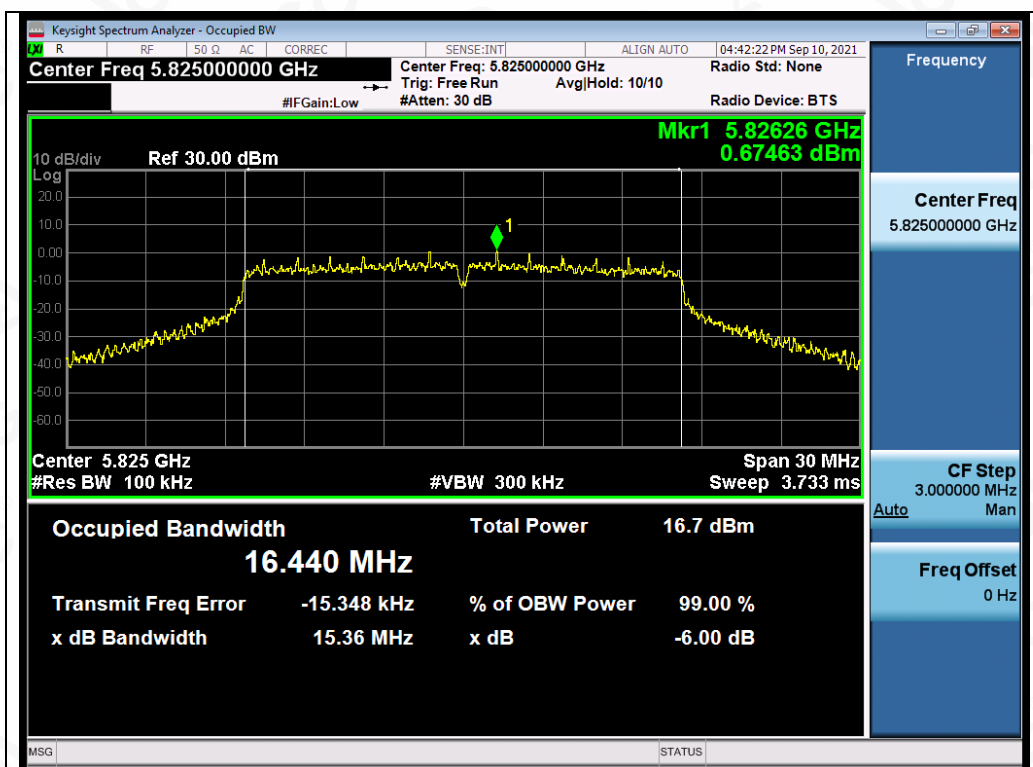 Keysight Spectrum Analyzer - Occupied BW
LXI R RF 50 Ω AC CORREC SENSE:INT ALIGN AUTO 04:42:22 PM Sep 10, 2021
Center Freq 5.825000000 GHz
Center Freq: 5.825000000 GHz
Radio Std: None
Trig: Free Run Avg|Hold: 10/10
#IFGain:Low
#Atten: 30 dB
Radio Device: BTS
Mkr1 5.82626 GHz
0.67463 dBm
10 dB/div Ref 30.00 dBm
Log
20.0
10.0
0.00
-10.0
-20.0
-30.0
-40.0
-50.0
-60.0
1
Center 5.825 GHz Span 30 MHz
#Res BW 100 kHz #VBW 300 kHz Sweep 3.733 ms
Occupied Bandwidth Total Power 16.7 dBm
16.440 MHz
Transmit Freq Error -15.348 kHz % of OBW Power 99.00 %
x dB Bandwidth 15.36 MHz x dB -6.00 dB
MSG STATUS
Frequency
Center Freq
5.825000000 GHz
CF Step
3.000000 MHz
Auto Man
Freq Offset
0 Hz